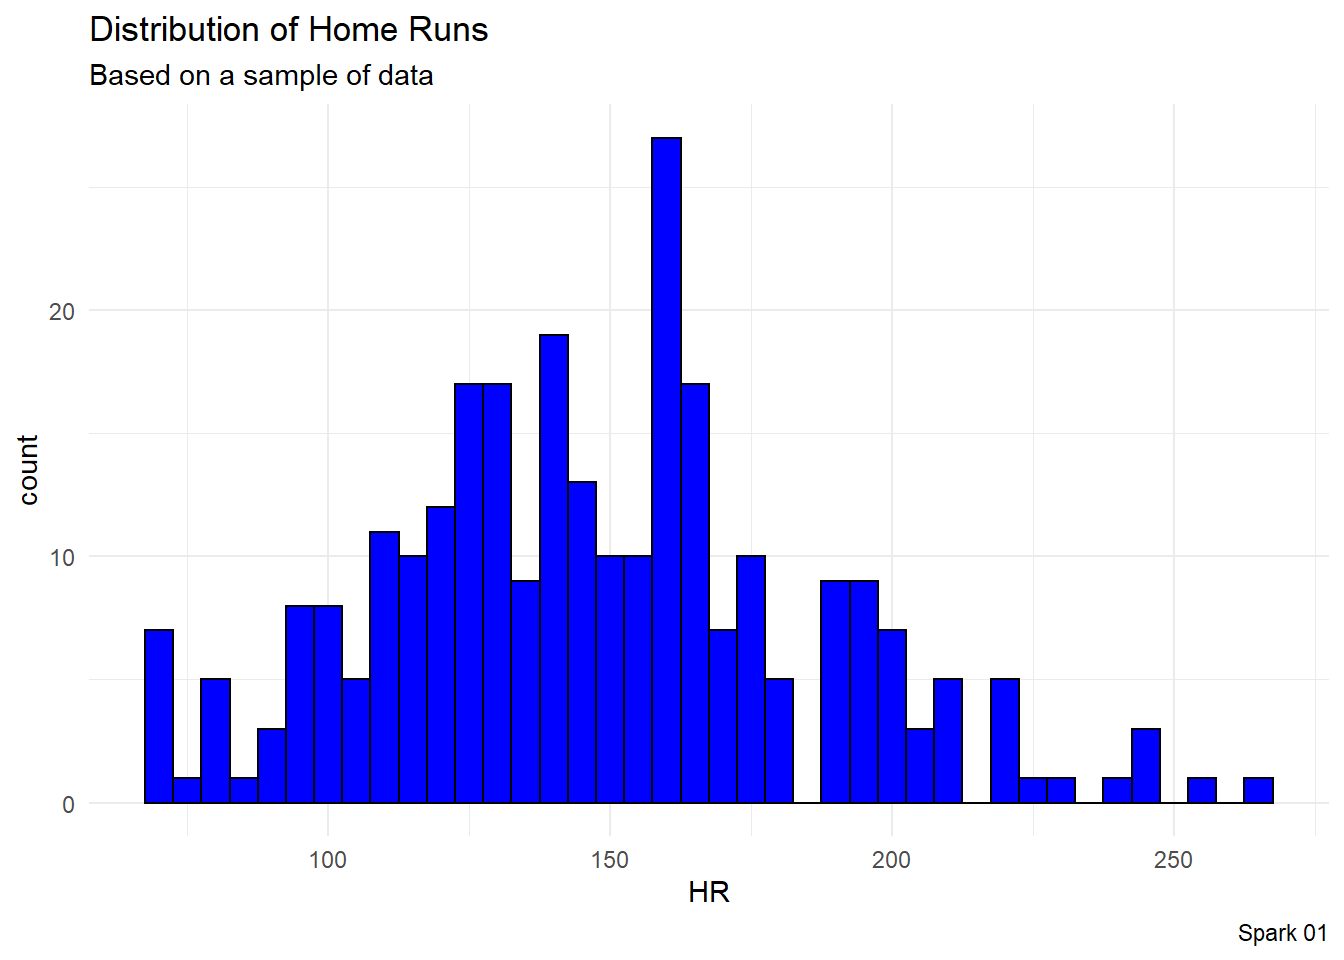 Distribution of Home Runs
Based on a sample of data
20
10
0
count
100 150 200 250
HR
Spark 01